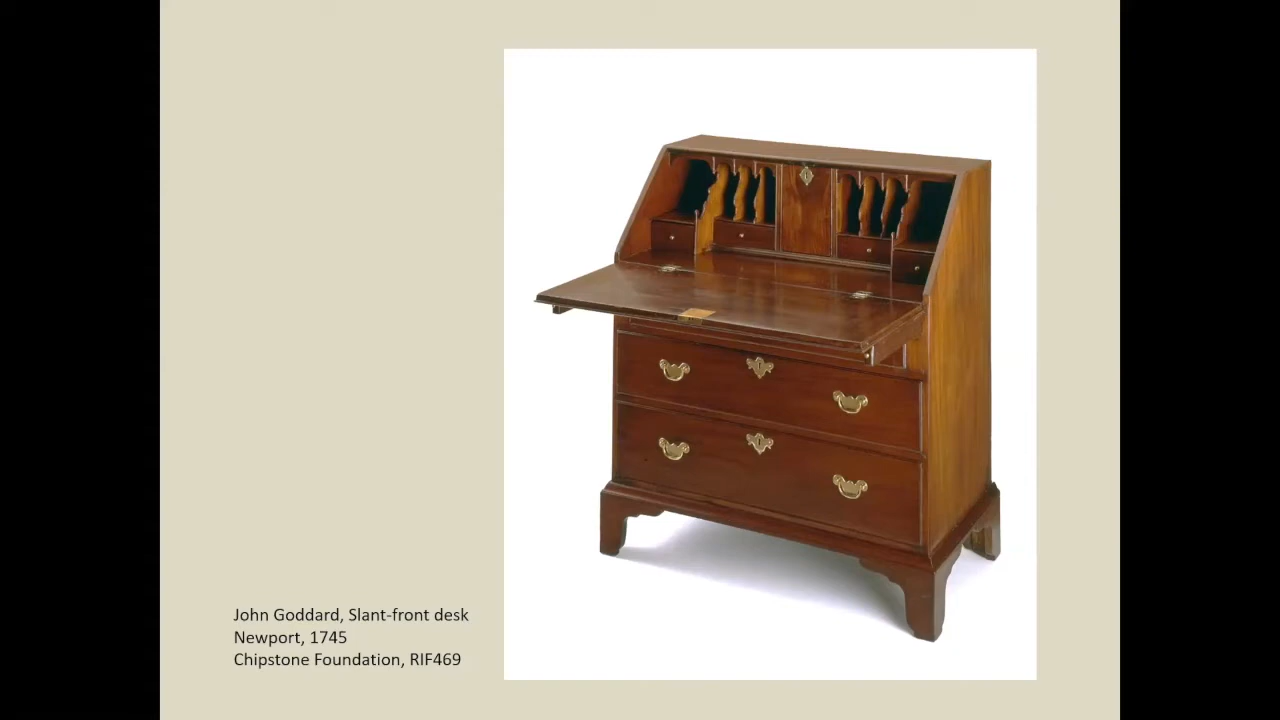 John Goddard, Slant-front desk
Newport, 1745
Chipstone Foundation, RIF469